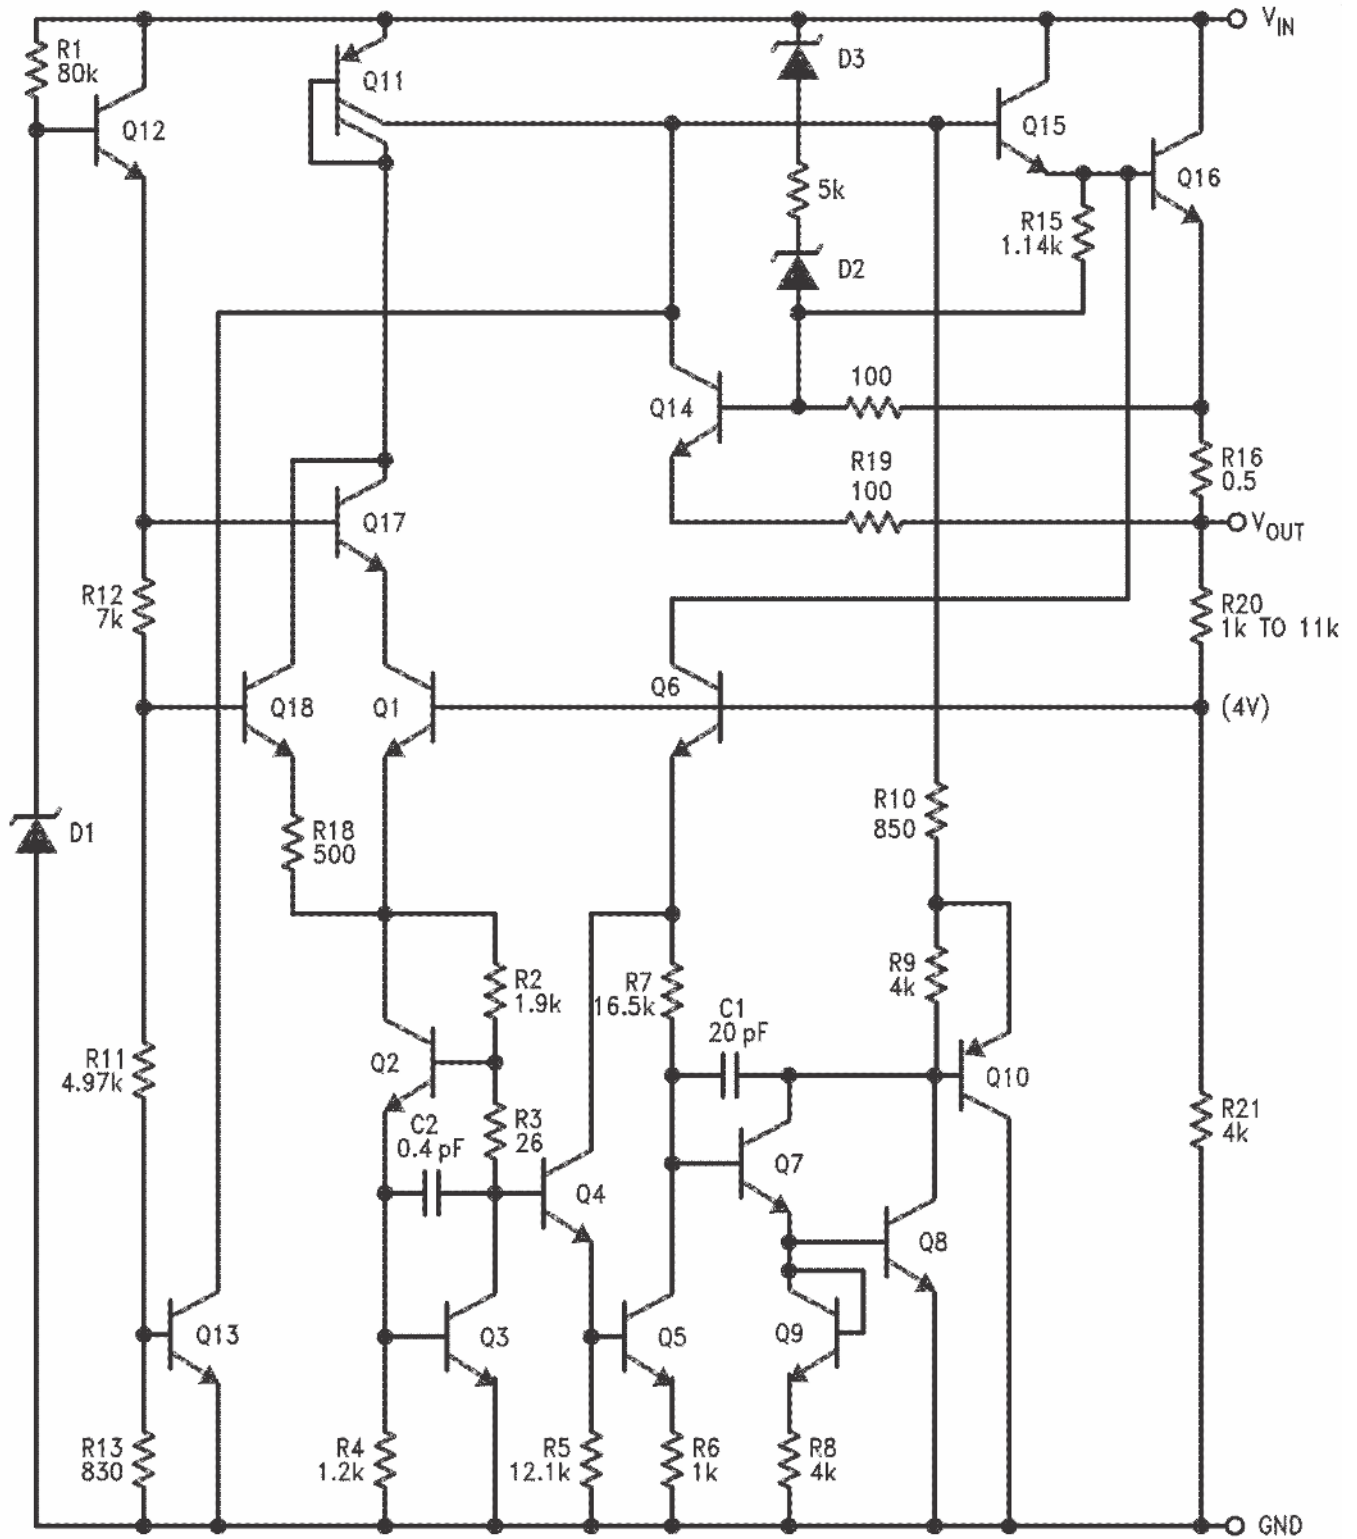 V_IN
R1
80k
D3
Q11
Q12
Q15
Q16
5k
R15
1.14k
D2
100
Q14
R19
100
R16
0.5
Q17
V_OUT
R12
7k
R20
1k TO 11k
Q6
Q18
Q1
(4V)
R10
850
D1
R18
500
R2
1.9k
R7
16.5k
R9
4k
C1
20 pF
R11
4.97k
Q2
Q10
C2
0.4 pF
R3
26
R21
4k
Q7
Q4
Q8
Q13
Q3
Q5
Q9
R13
830
R4
1.2k
R5
12.1k
R6
1k
R8
4k
GND